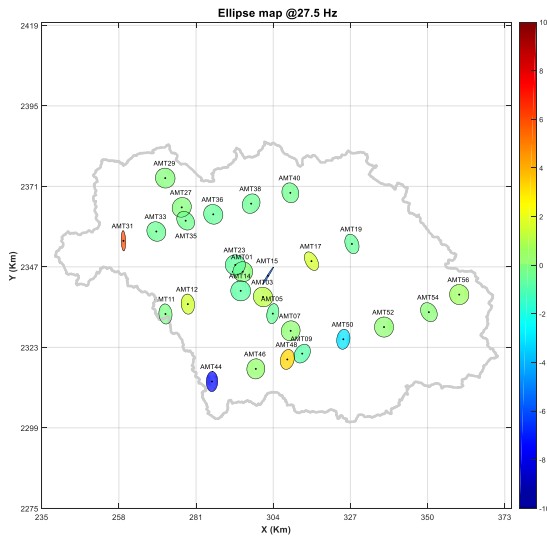 Ellipse map @27.5 Hz
2419
2395
2371
2347
2323
2299
2275
Y (Km)
235
258
281
304
327
350
373
X (Km)
10
8
6
4
2
0
-2
-4
-6
-8
-10
AMT29
AMT27
AMT36
AMT38
AMT40
AMT31
AMT33
AMT35
AMT19
AMT23
AMT01
AMT15
AMT17
AMT14
AMT03
AMT12
MT11
AMT05
AMT56
AMT54
AMT07
AMT50
AMT52
AMT09
AMT48
AMT46
AMT44